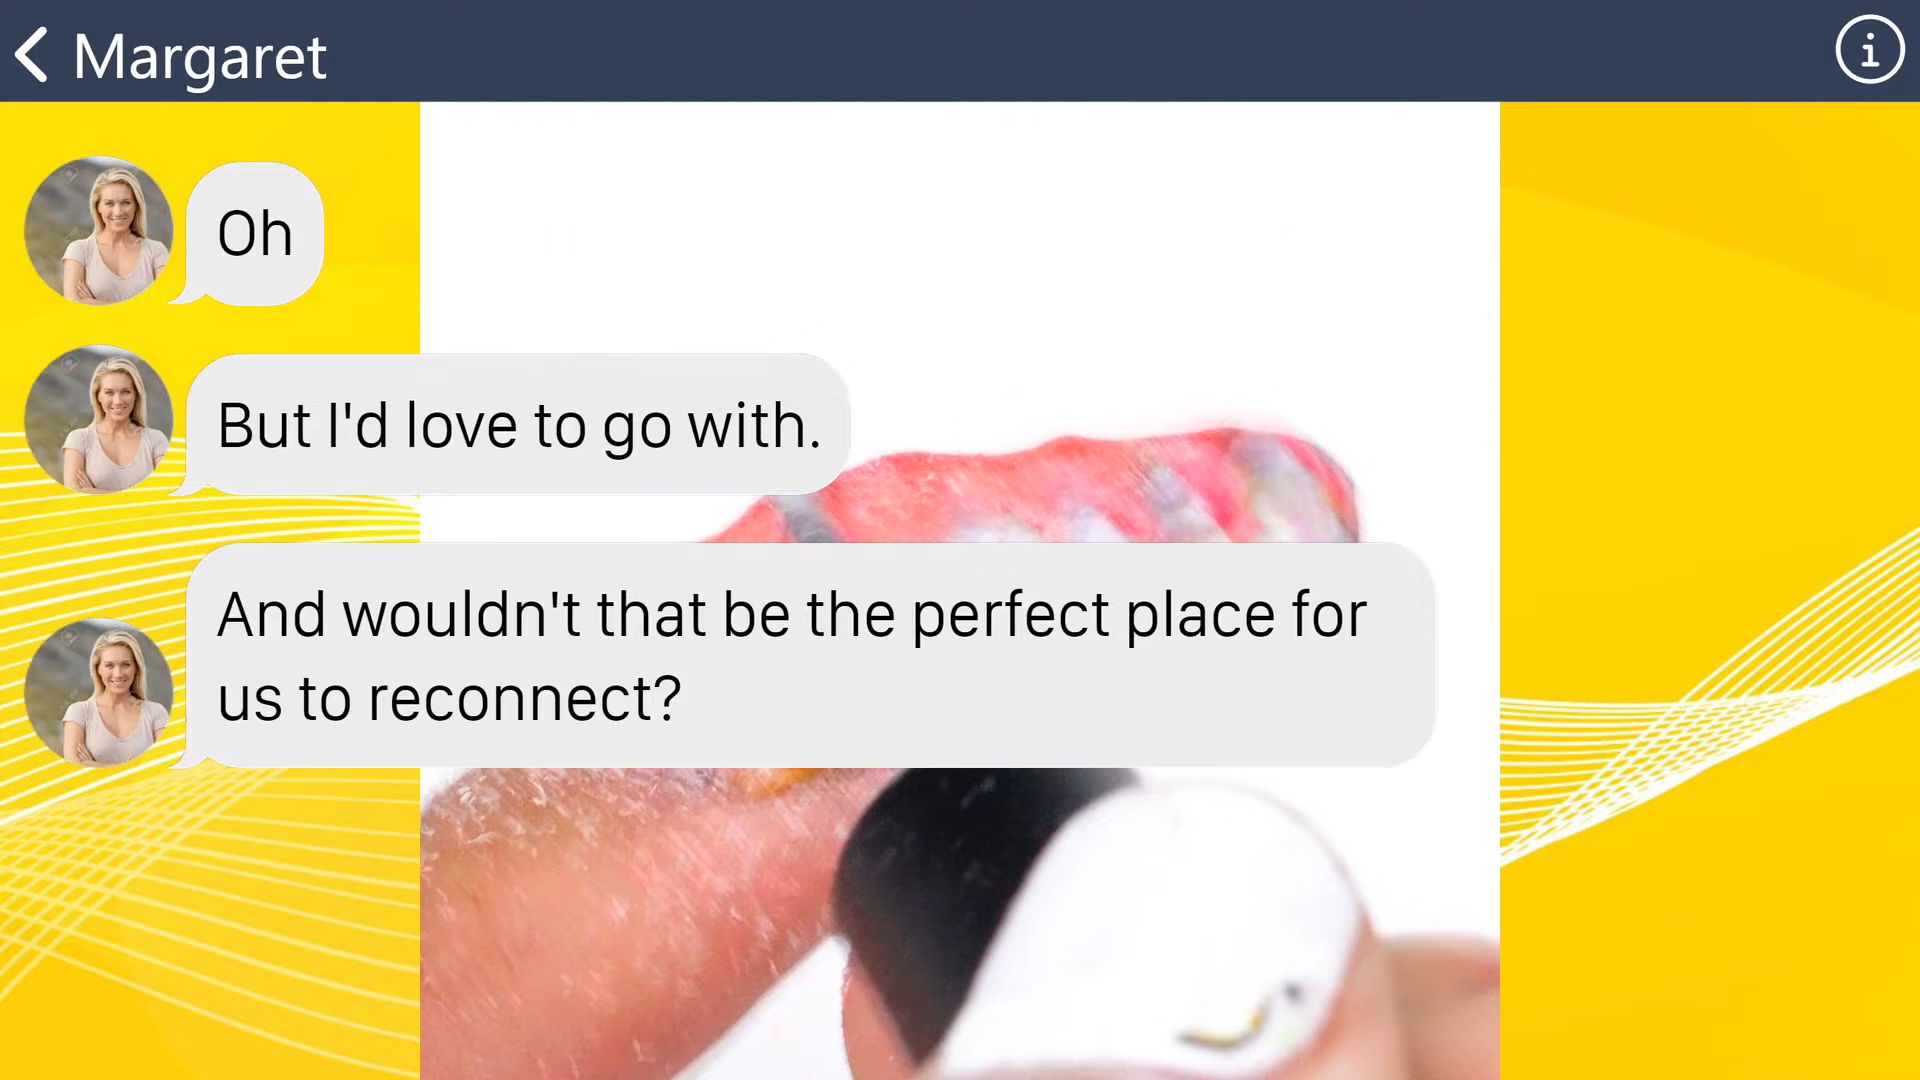 Margaret
Oh
But I'd love to go with.
And wouldn't that be the perfect place for
us to reconnect?